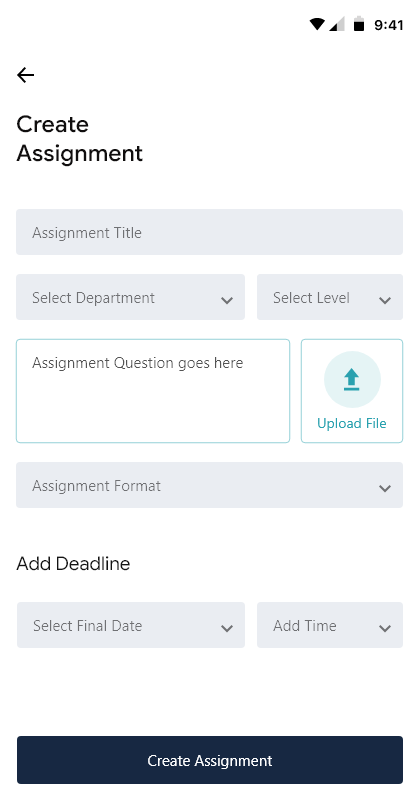 9:41
Create
Assignment
Assignment Title
Select Department
Select Level
Assignment Question goes here
Upload File
Assignment Format
Add Deadline
Select Final Date
Add Time
Create Assignment